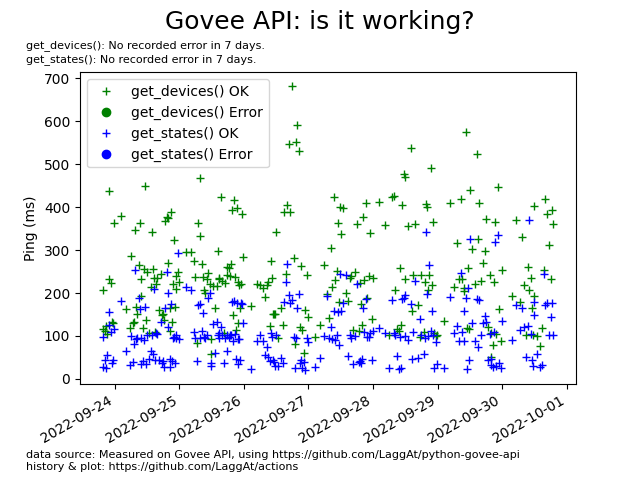 Govee API: is it working?
get_devices(): No recorded error in 7 days.
get_states(): No recorded error in 7 days.
get_devices() OK
get_devices() Error
get_states() OK
get_states() Error
Ping (ms)
700
600
500
400
300
200
100
0
2022-09-24
2022-09-25
2022-09-26
2022-09-27
2022-09-28
2022-09-29
2022-09-30
2022-10-01
data source: Measured on Govee API, using https://github.com/LaggAt/python-govee-api
history & plot: https://github.com/LaggAt/actions